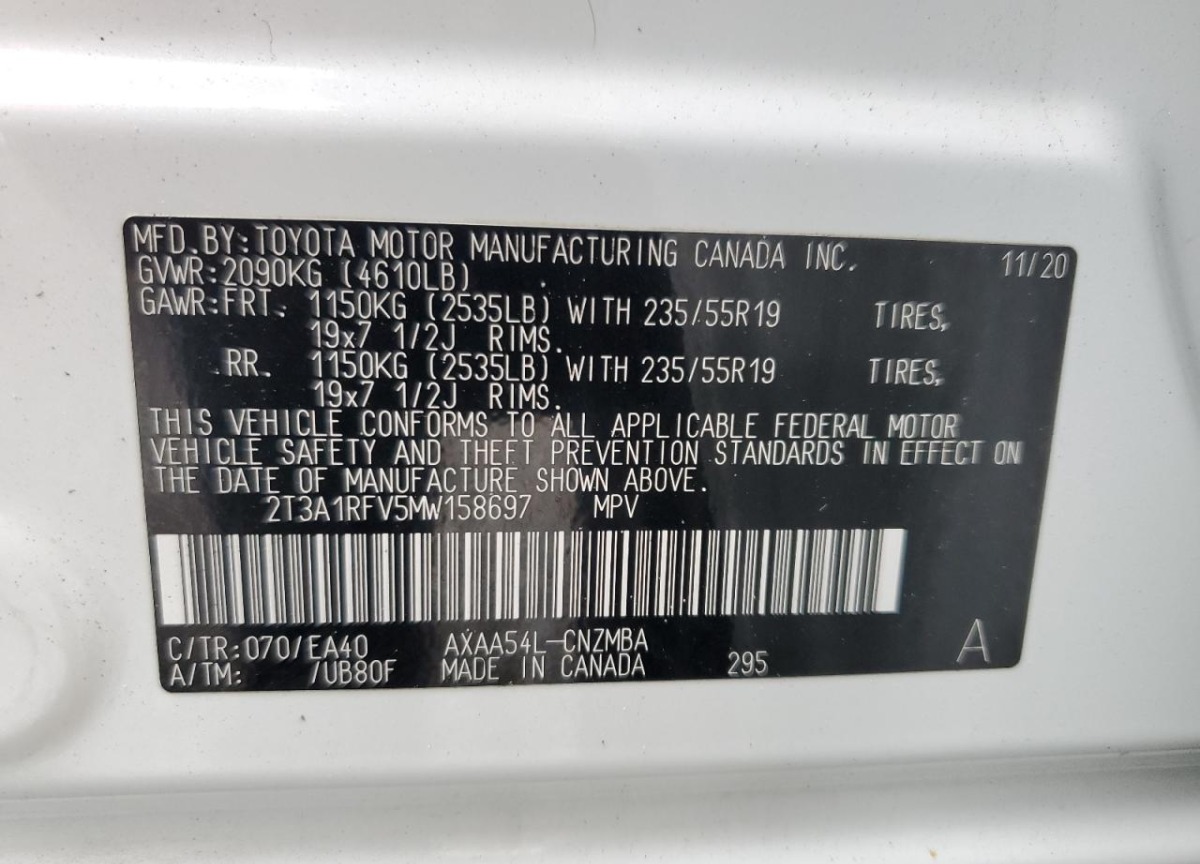 MFD.BY:TOYOTA MOTOR MANUFACTURING CANADA INC. 11/20
GVWR:2090KG (4610LB)
GAWR:FRT. 1150KG (2535LB) WITH 235/55R19 TIRES,
19x7 1/2J RIMS.
RR. 1150KG (2535LB) WITH 235/55R19 TIRES,
19x7 1/2J RIMS.
THIS VEHICLE CONFORMS TO ALL APPLICABLE FEDERAL MOTOR
VEHICLE SAFETY AND THEFT PREVENTION STANDARDS IN EFFECT ON
THE DATE OF MANUFACTURE SHOWN ABOVE.
2T3A1RFV5MW158697 MPV
C/TR:070/EA40 AXAA54L-CNZMBA A
A/TM: /UB80F MADE IN CANADA 295